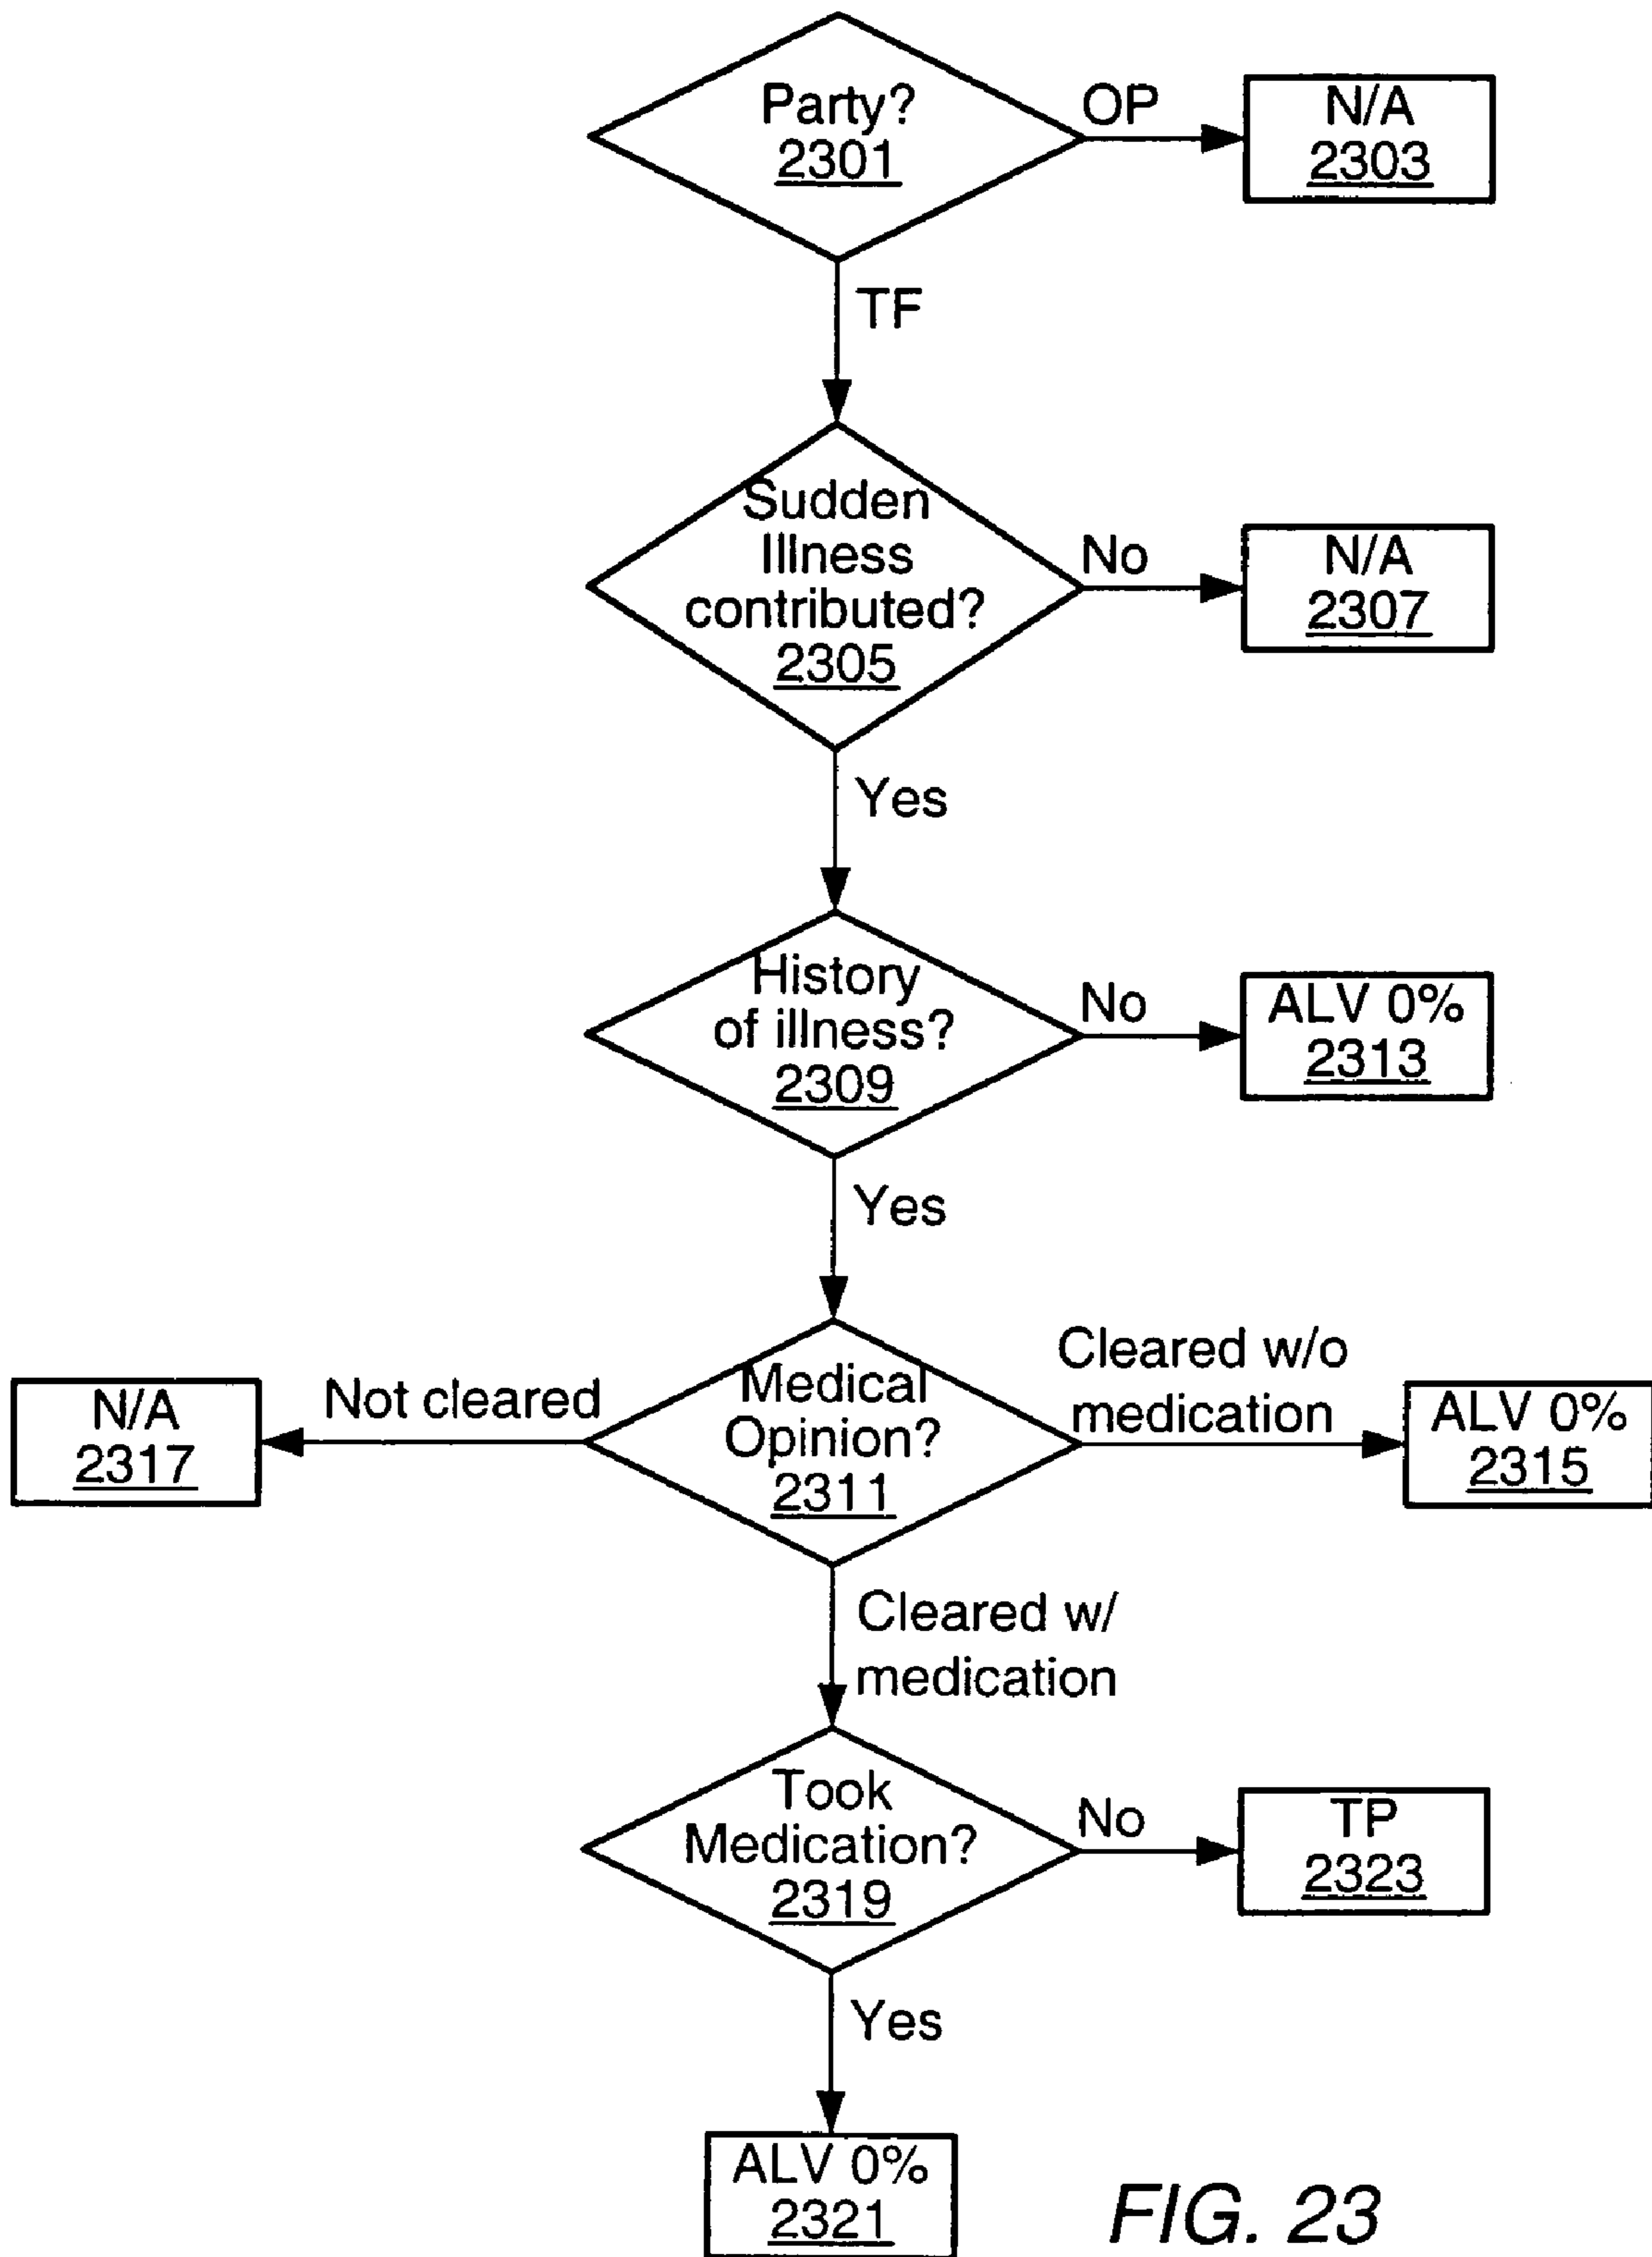 Party?
2301
OP
N/A
2303
TF
Sudden
Illness
contributed?
2305
No
N/A
2307
Yes
History
of illness?
2309
No
ALV 0%
2313
Yes
N/A
2317
Not cleared
Medical
Opinion?
2311
Cleared w/o
medication
ALV 0%
2315
Cleared w/
medication
Took
Medication?
2319
No
TP
2323
Yes
ALV 0%
2321
FIG. 23